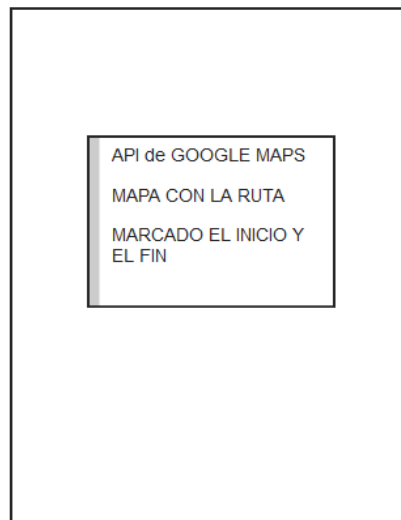 API de GOOGLE MAPS
MAPA CON LA RUTA
MARCADO EL INICIO Y
EL FIN